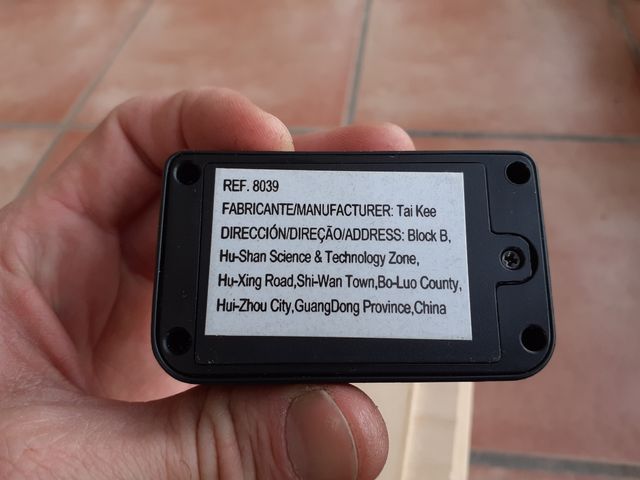 REF. 8039
FABRICANTE/MANUFACTURER: Tai Kee
DIRECCIÓN/DIREÇÃO/ADDRESS: Block B,
Hu-Shan Science & Technology Zone,
Hu-Xing Road,Shi-Wan Town,Bo-Luo County,
Hui-Zhou City,GuangDong Province,China